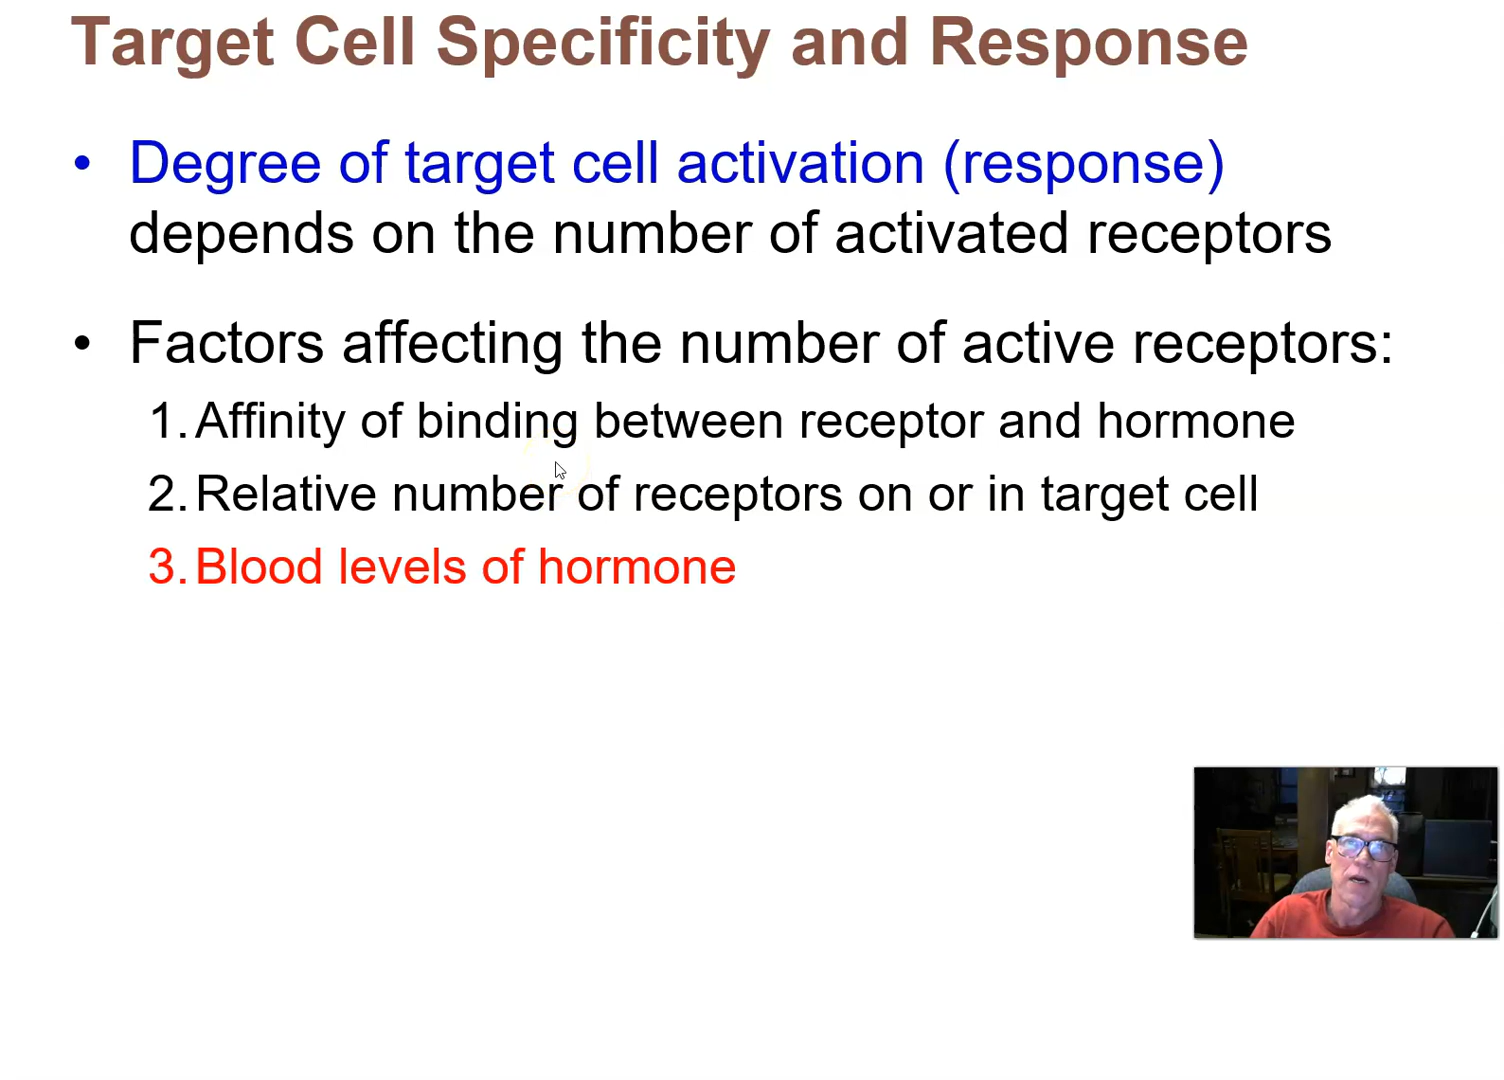 Target Cell Specificity and Response
• Degree of target cell activation (response)
depends on the number of activated receptors
• Factors affecting the number of active receptors:
1. Affinity of binding between receptor and hormone
2. Relative number of receptors on or in target cell
3. Blood levels of hormone